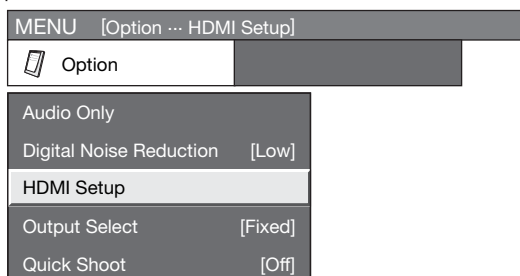 MENU [Option ··· HDMI Setup]
Option
Audio Only
Digital Noise Reduction [Low]
HDMI Setup
Output Select [Fixed]
Quick Shoot [Off]